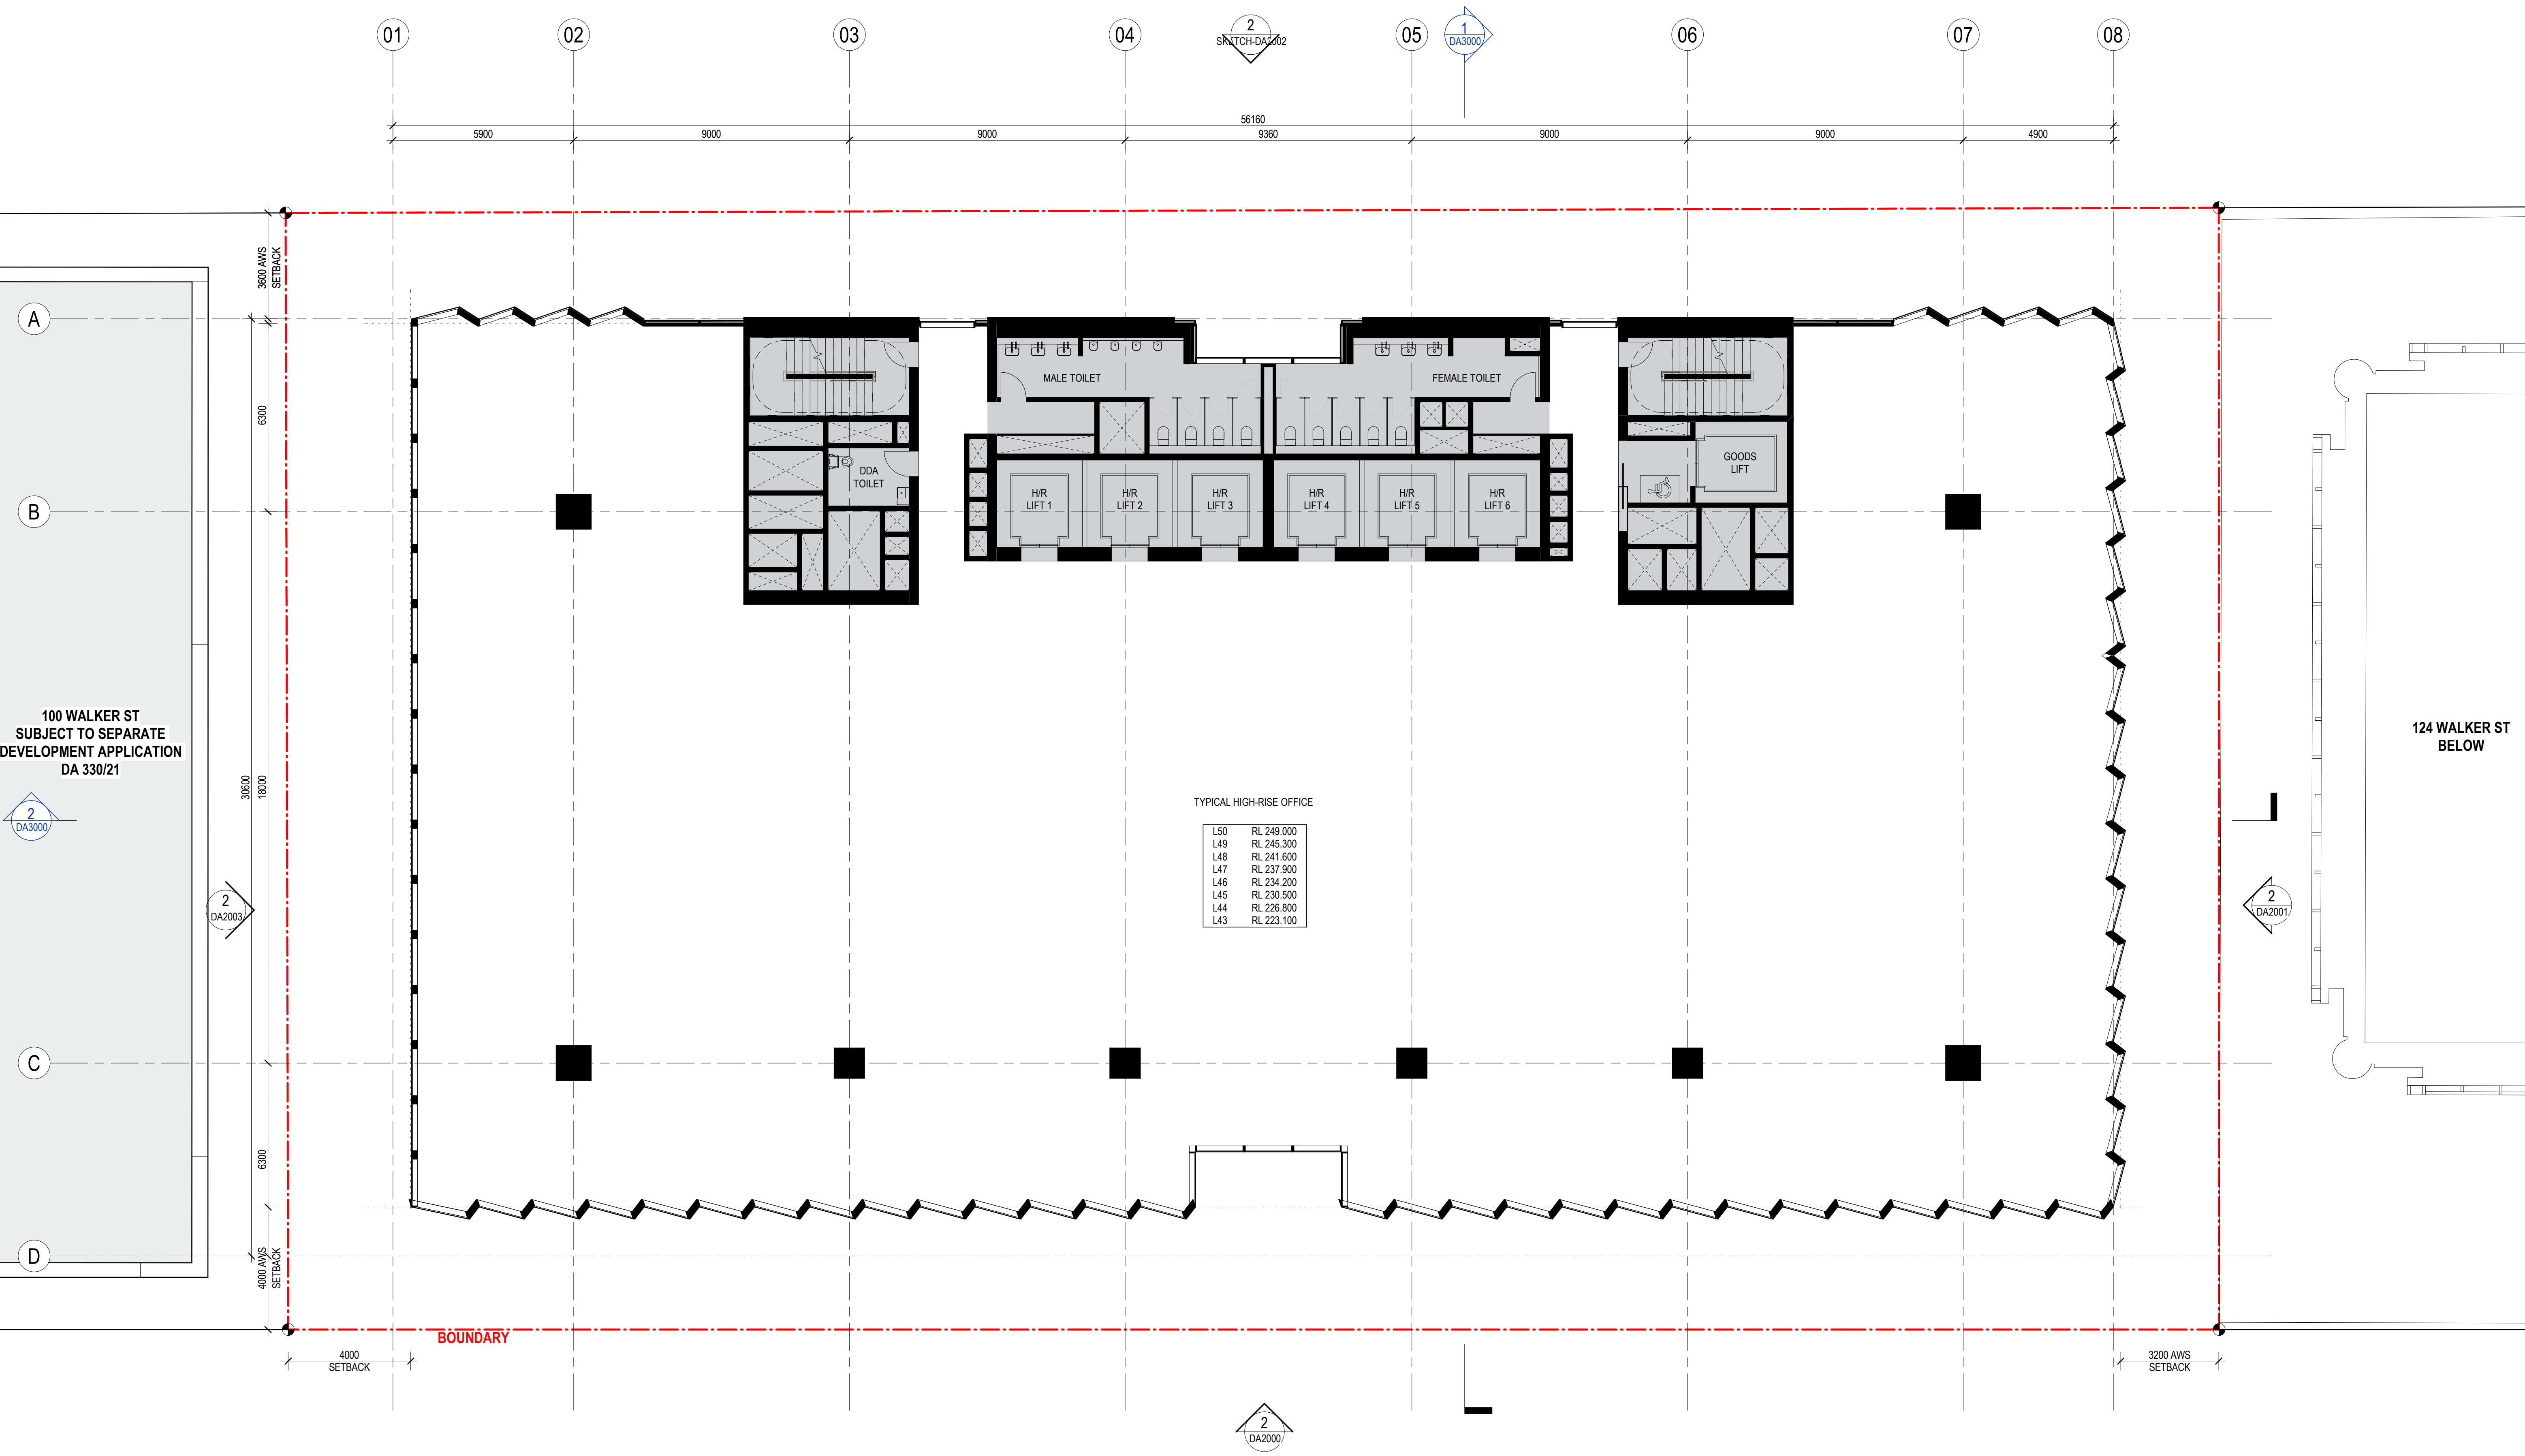 01
02
03
04
2
SKETCH-DA2002
05
1
DA3000
06
07
08
56160
5900
9000
9000
9360
9000
9000
4900
3600 AWS
SETBACK
A
6300
MALE TOILET
FEMALE TOILET
DDA
TOILET
GOODS
LIFT
B
H/R
LIFT 1
H/R
LIFT 2
H/R
LIFT 3
H/R
LIFT 4
H/R
LIFT 5
H/R
LIFT 6
100 WALKER ST
SUBJECT TO SEPARATE
DEVELOPMENT APPLICATION
DA 330/21
124 WALKER ST
BELOW
30600
18000
2
DA3000
TYPICAL HIGH-RISE OFFICE
L50 RL 249.000
L49 RL 245.300
L48 RL 241.600
L47 RL 237.900
L46 RL 234.200
L45 RL 230.500
L44 RL 226.800
L43 RL 223.100
2
DA2003
2
DA2001
C
6300
D
4000 AWS
SETBACK
BOUNDARY
4000
SETBACK
3200 AWS
SETBACK
2
DA2000